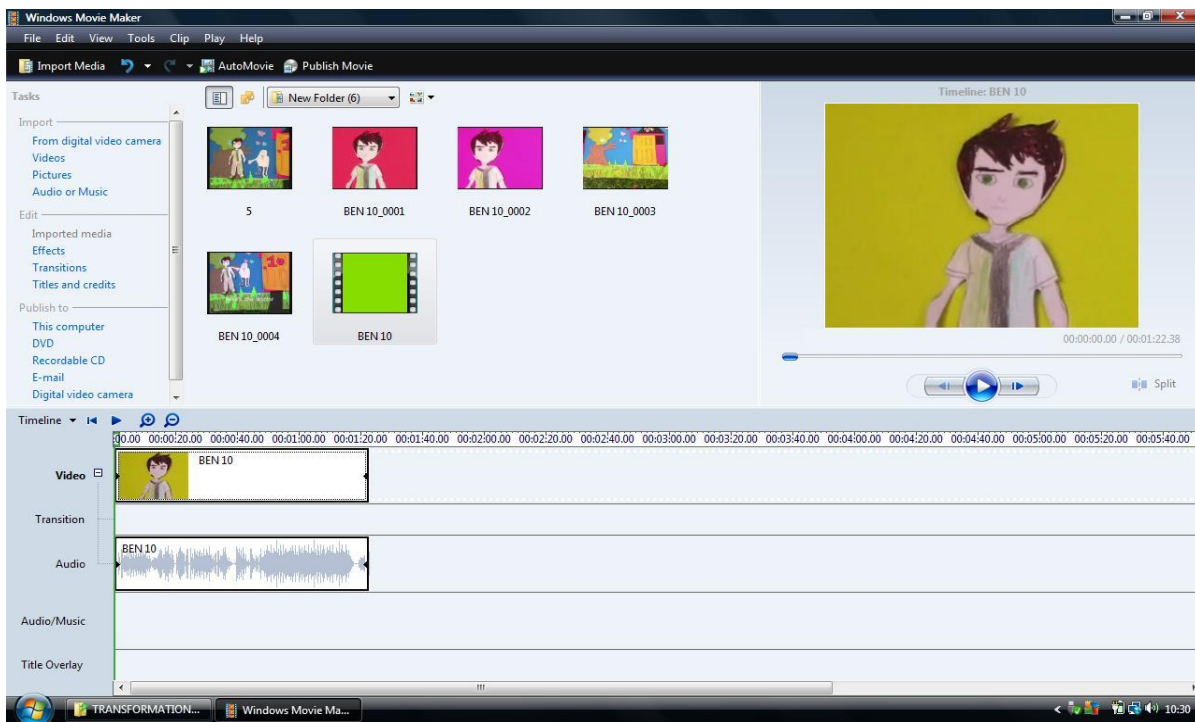 Windows Movie Maker
File Edit View Tools Clip Play Help
Import Media AutoMovie Publish Movie
Tasks
New Folder (6)
Timeline: BEN 10
Import
From digital video camera
Videos
Pictures
Audio or Music
Edit
Imported media
Effects
Transitions
Titles and credits
Publish to
This computer
DVD
Recordable CD
E-mail
Digital video camera
5 BEN 10_0001 BEN 10_0002 BEN 10_0003
BEN 10_0004 BEN 10
00:00:00.00 / 00:01:22.38
Split
Timeline
00.00 00:00:20.00 00:00:40.00 00:01:00.00 00:01:20.00 00:01:40.00 00:02:00.00 00:02:20.00 00:02:40.00 00:03:00.00 00:03:20.00 00:03:40.00 00:04:00.00 00:04:20.00 00:04:40.00 00:05:00.00 00:05:20.00 00:05:40.00
Video BEN 10
Transition
BEN 10
Audio
Audio/Music
Title Overlay
TRANSFORMATION... Windows Movie Ma... 10:30